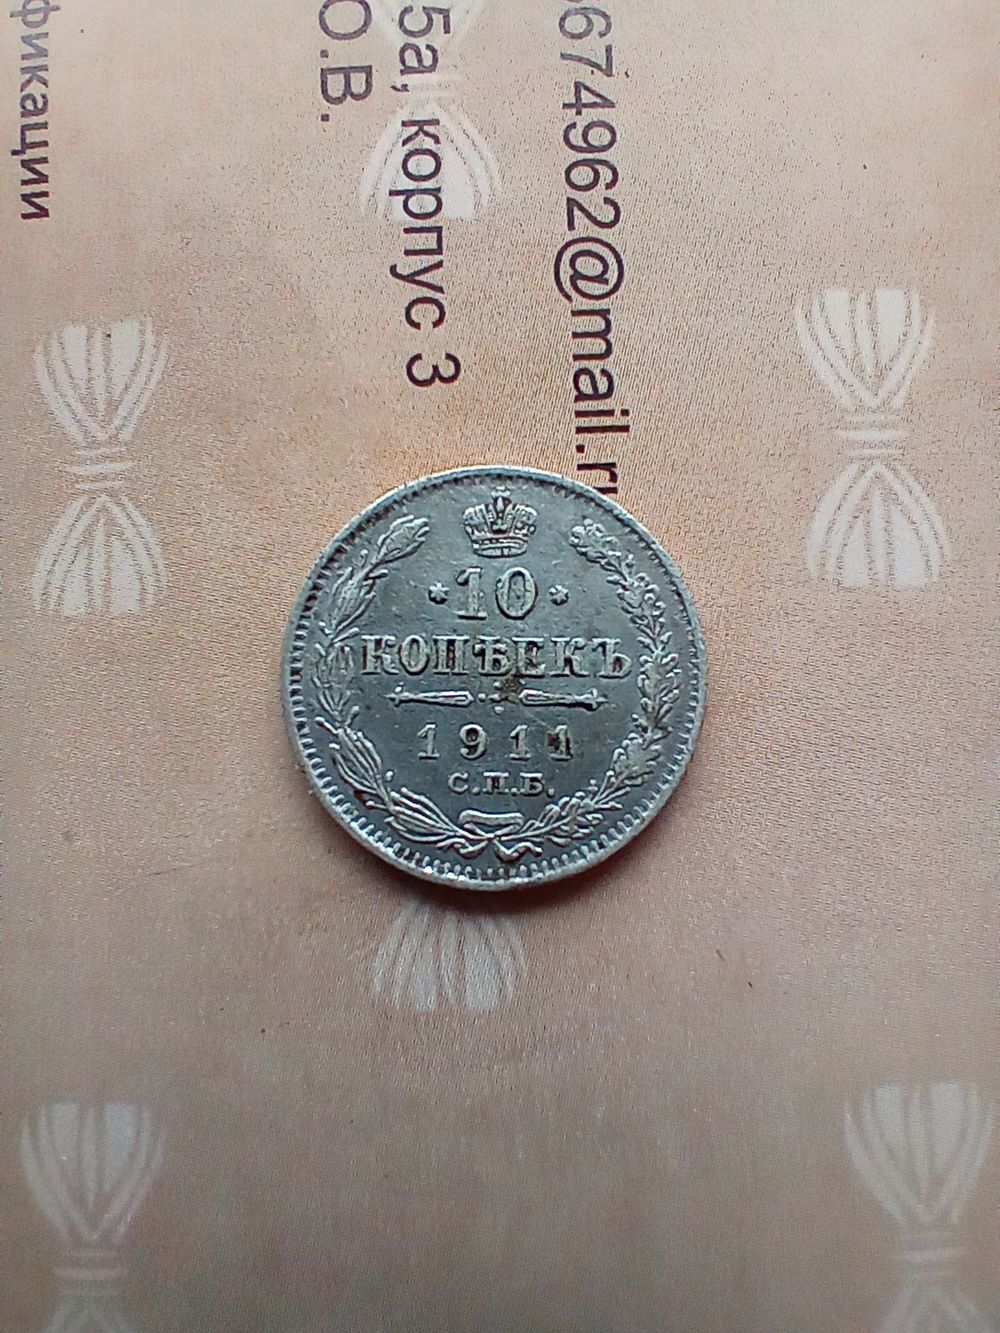 фикации
О.В.
5а, корпус 3
674962@mail.r
10
КОПѢЕКЪ
1911
С.П.Б.